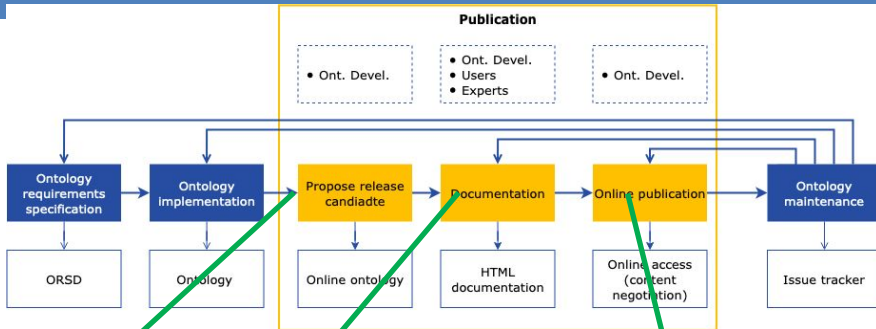 Publication
• Ont. Devel.
• Ont. Devel.
• Users
• Experts
• Ont. Devel.
Ontology
requirements
specification
Ontology
implementation
Propose release
candiadte
Documentation
Online publication
Ontology
maintenance
ORSD
Ontology
Online ontology
HTML
documentation
Online access
(content
negotiation)
Issue tracker